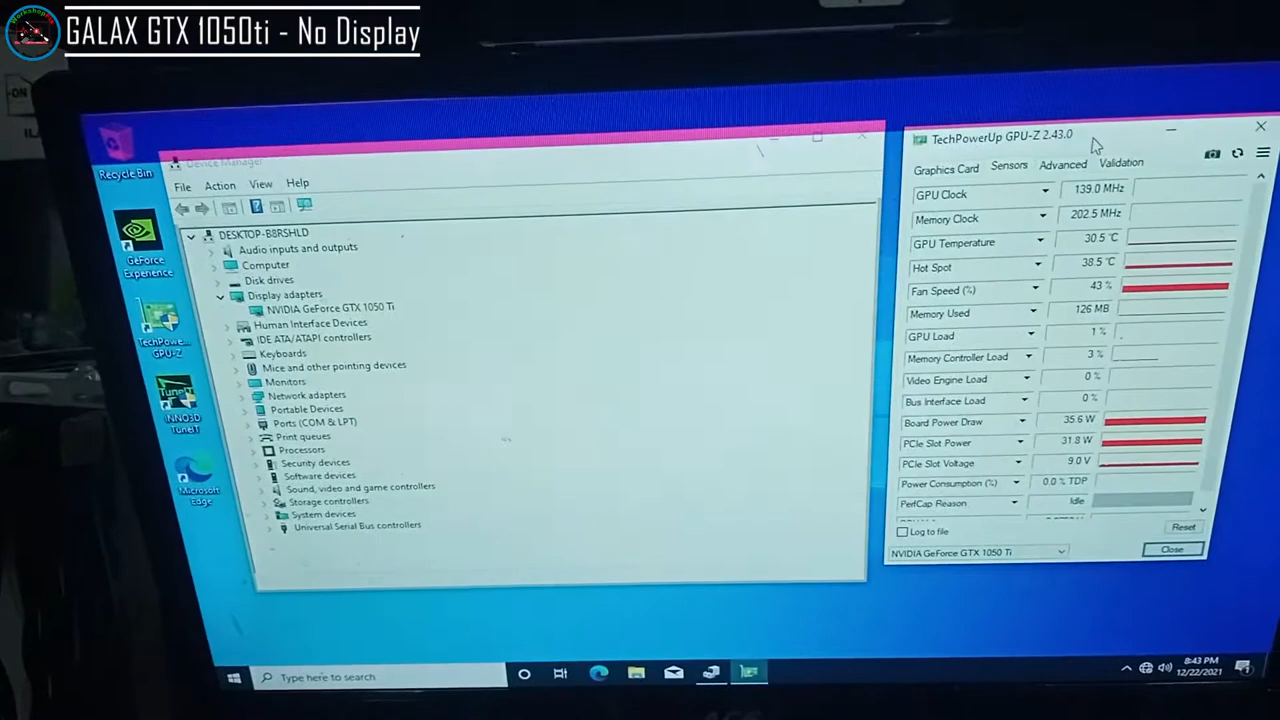 GALAX GTX 1050ti - No Display
Recycle Bin
GeForce
Experience
TechPowe...
GPU-Z
INNO3D
TuneIT
Microsoft
Edge
Device Manager
File Action View Help
DESKTOP-B8RSHLD
Audio inputs and outputs
Computer
Disk drives
Display adapters
NVIDIA GeForce GTX 1050 Ti
Human Interface Devices
IDE ATA/ATAPI controllers
Keyboards
Mice and other pointing devices
Monitors
Network adapters
Portable Devices
Ports (COM & LPT)
Print queues
Processors
Security devices
Software devices
Sound, video and game controllers
Storage controllers
System devices
Universal Serial Bus controllers
TechPowerUp GPU-Z 2.43.0
Graphics Card Sensors Advanced Validation
GPU Clock 139.0 MHz
Memory Clock 202.5 MHz
GPU Temperature 30.5 °C
Hot Spot 38.5 °C
Fan Speed (%) 43 %
Memory Used 126 MB
GPU Load 1 %
Memory Controller Load 3 %
Video Engine Load 0 %
Bus Interface Load 0 %
Board Power Draw 35.6 W
PCIe Slot Power 31.8 W
PCIe Slot Voltage 9.0 V
Power Consumption (%) 0.0 % TDP
PerfCap Reason Idle
Log to file
Reset
NVIDIA GeForce GTX 1050 Ti
Close
Type here to search
8:43 PM
12/22/2021